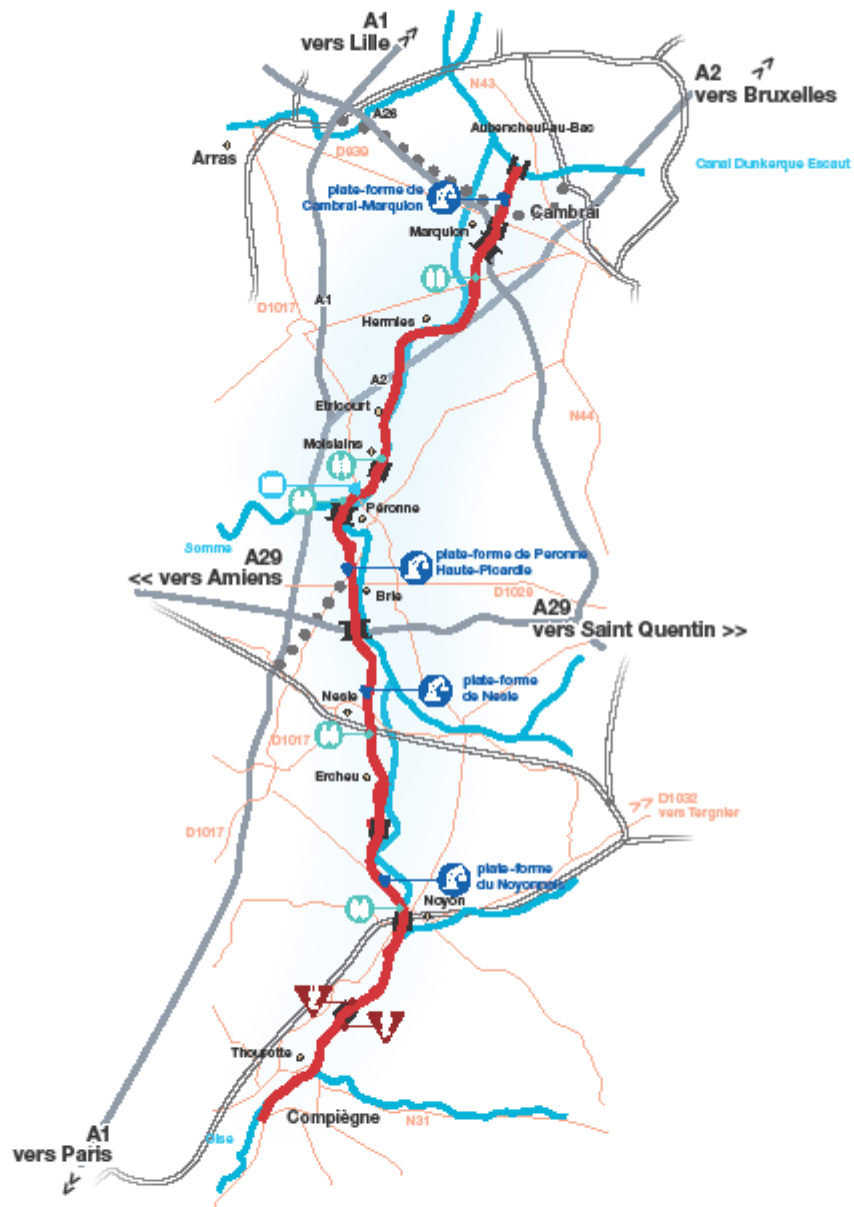 A1
vers Lille
A2
vers Bruxelles
N43
A26
Aubencheul-au-Bac
D939
Arras
Canal Dunkerque Escaut
plate-forme de
Cambrai-Marquion
Cambrai
Marquion
D1017
A1
Hermies
A2
Etricourt
N44
Moislains
Péronne
Somme
A29
<< vers Amiens
plate-forme de Peronne
Haute-Picardie
Brie
D1029
A29
vers Saint Quentin >>
plate-forme
de Nesle
Nesle
D1017
Ercheu
D1032
vers Tergnier
D1017
plate-forme
du Noyonnais
Noyon
Thourotte
Compiègne
N31
A1
vers Paris
Oise